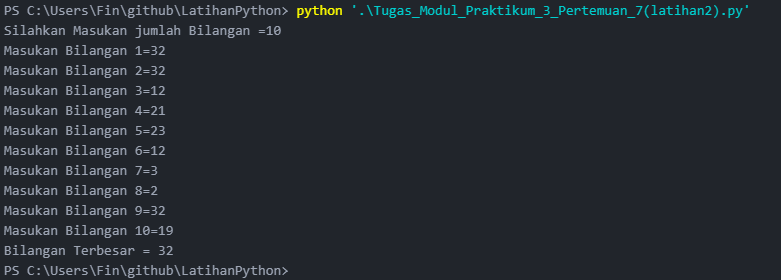 PS C:\Users\Fin\github\LatihanPython> python '.\Tugas_Modul_Praktikum_3_Pertemuan_7(latihan2).py'
Silahkan Masukan jumlah Bilangan =10
Masukan Bilangan 1=32
Masukan Bilangan 2=32
Masukan Bilangan 3=12
Masukan Bilangan 4=21
Masukan Bilangan 5=23
Masukan Bilangan 6=12
Masukan Bilangan 7=3
Masukan Bilangan 8=2
Masukan Bilangan 9=32
Masukan Bilangan 10=19
Bilangan Terbesar = 32
PS C:\Users\Fin\github\LatihanPython>